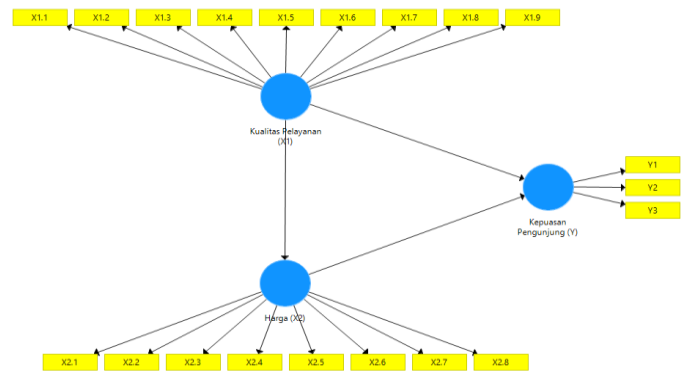 X1.1 X1.2 X1.3 X1.4 X1.5 X1.6 X1.7 X1.8 X1.9
Kualitas Pelayanan
(X1)
Y1
Y2
Y3
Kepuasan
Pengunjung (Y)
Harga (X2)
X2.1 X2.2 X2.3 X2.4 X2.5 X2.6 X2.7 X2.8